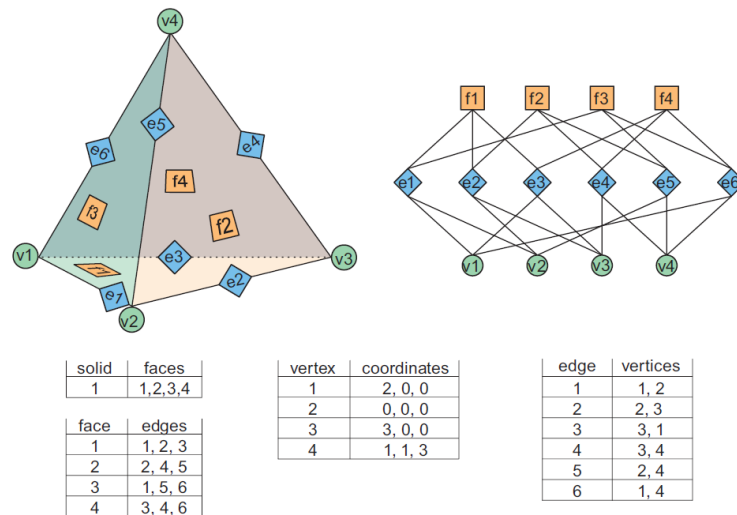 v4
e5
e6
e4
f4
f3
f2
v1
f1
e3
v3
e1
e2
v2
f1 f2 f3 f4
e1 e2 e3 e4 e5 e6
v1 v2 v3 v4
solid faces
1 1,2,3,4
face edges
1 1, 2, 3
2 2, 4, 5
3 1, 5, 6
4 3, 4, 6
vertex coordinates
1 2, 0, 0
2 0, 0, 0
3 3, 0, 0
4 1, 1, 3
edge vertices
1 1, 2
2 2, 3
3 3, 1
4 3, 4
5 2, 4
6 1, 4